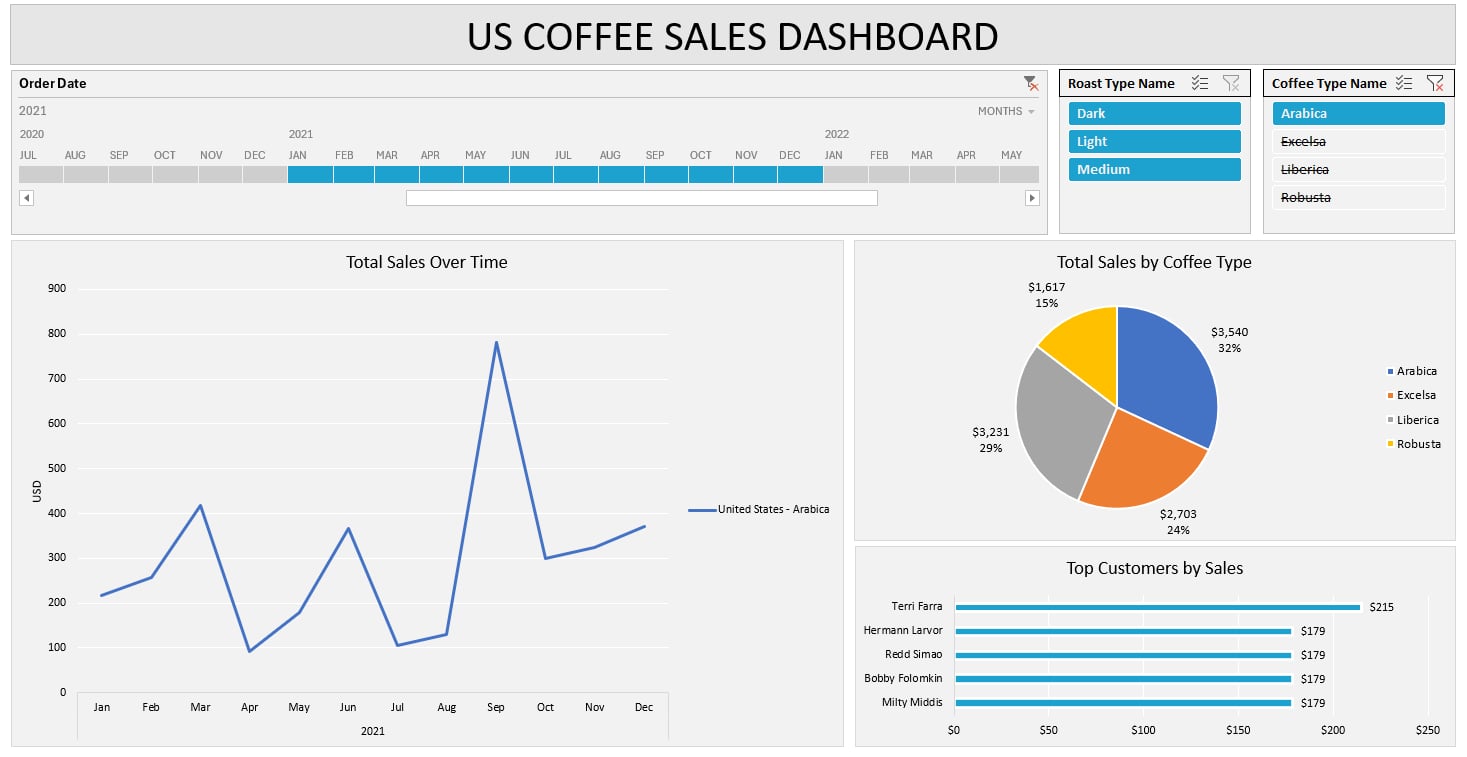 US COFFEE SALES DASHBOARD
Order Date
2021 MONTHS
2020 2021 2022
JUL AUG SEP OCT NOV DEC JAN FEB MAR APR MAY JUN JUL AUG SEP OCT NOV DEC JAN FEB MAR APR MAY
Roast Type Name
Dark
Light
Medium
Coffee Type Name
Arabica
Excelsa
Liberica
Robusta
Total Sales Over Time
900
800
700
600
500
400
300
200
100
0
USD
Jan Feb Mar Apr May Jun Jul Aug Sep Oct Nov Dec
2021
United States - Arabica
Total Sales by Coffee Type
$1,617
15%
$3,540
32%
$3,231
29%
$2,703
24%
Arabica
Excelsa
Liberica
Robusta
Top Customers by Sales
Terri Farra $215
Hermann Larvor $179
Redd Simao $179
Bobby Folomkin $179
Milty Middis $179
$0 $50 $100 $150 $200 $250